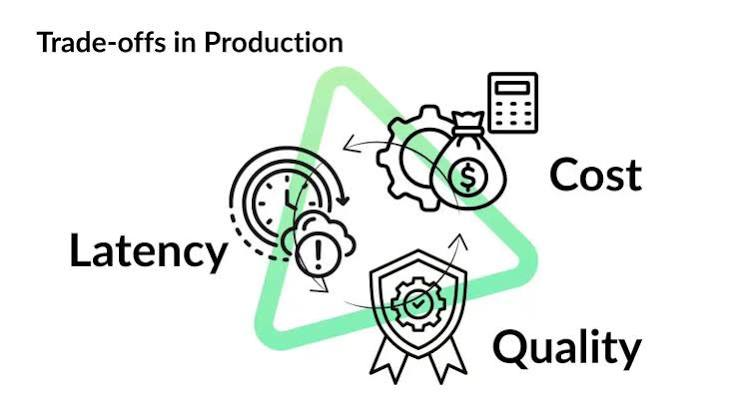 Trade-offs in Production
Cost
$
Latency
!
Quality